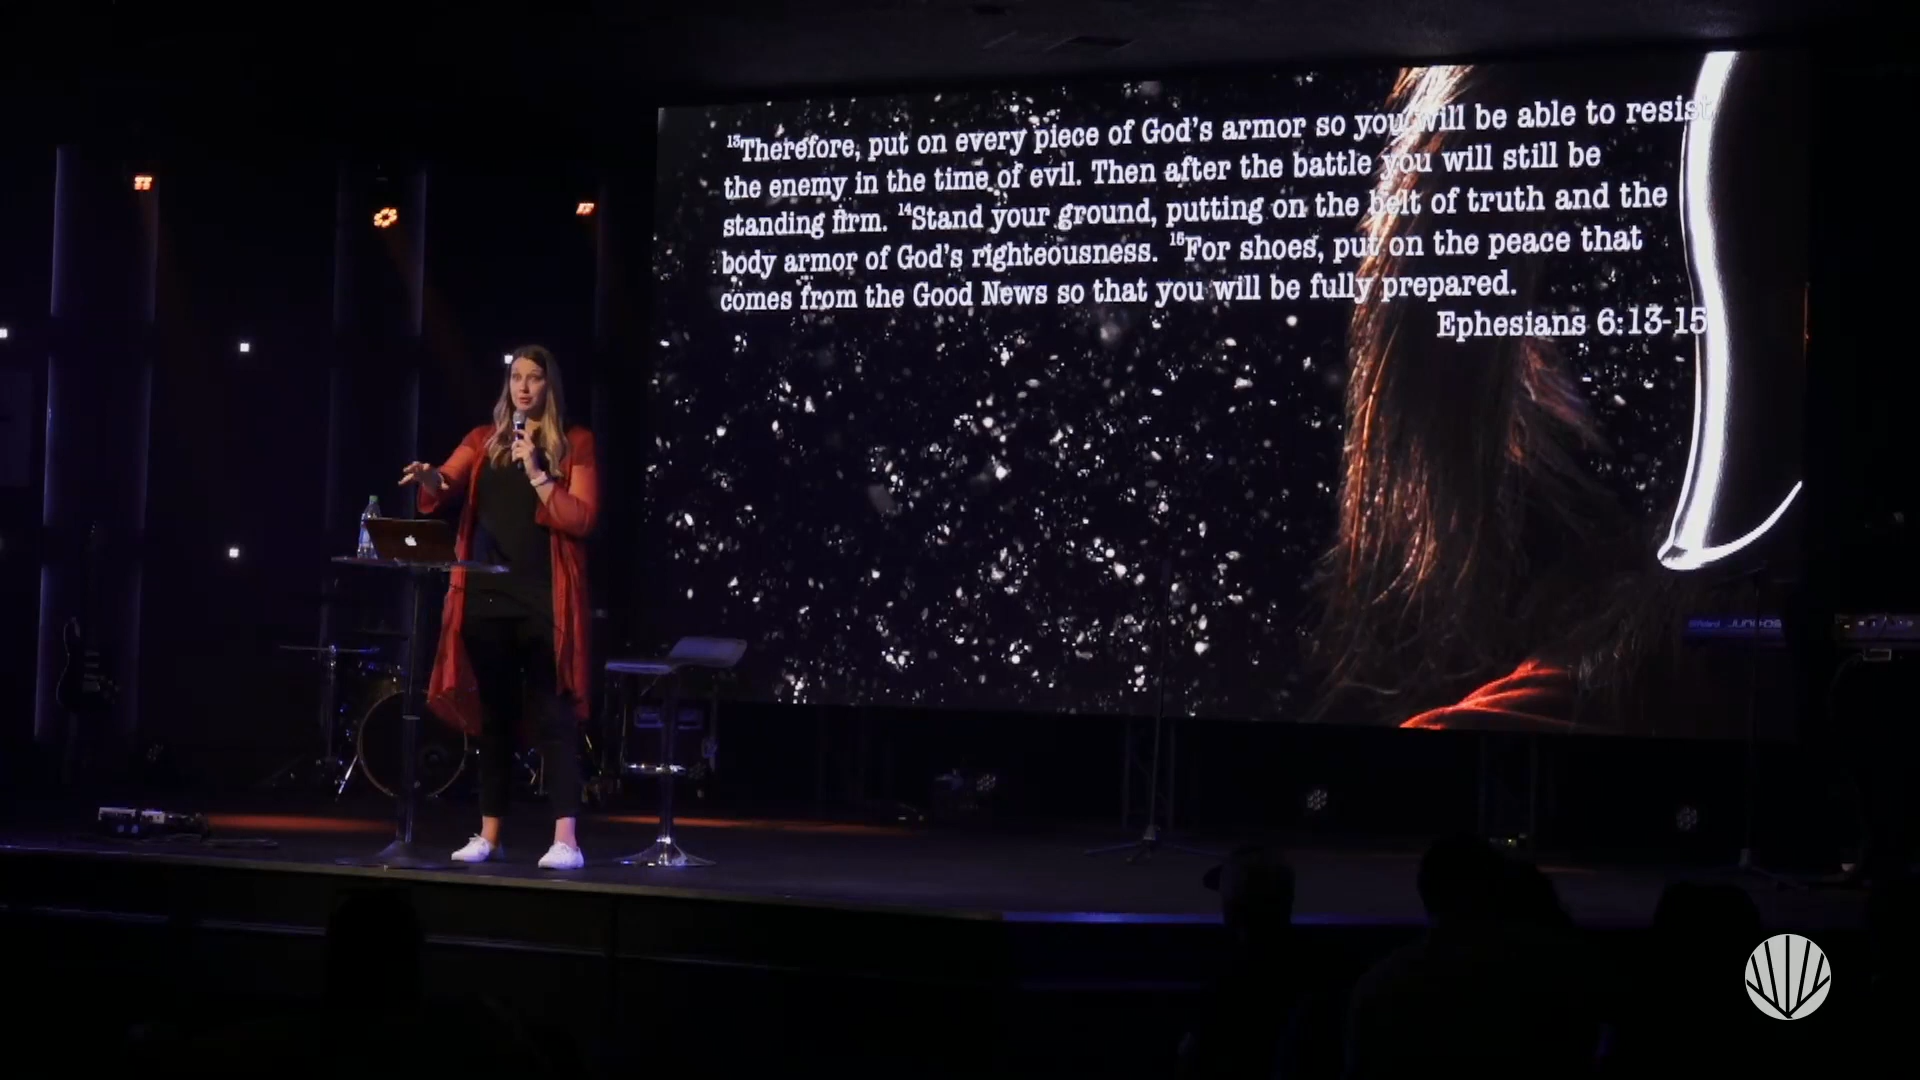 ¹³Therefore, put on every piece of God's armor so you will be able to resist
the enemy in the time of evil. Then after the battle you will still be
standing firm. ¹⁴Stand your ground, putting on the belt of truth and the
body armor of God's righteousness. ¹⁵For shoes, put on the peace that
comes from the Good News so that you will be fully prepared.
Ephesians 6:13-15